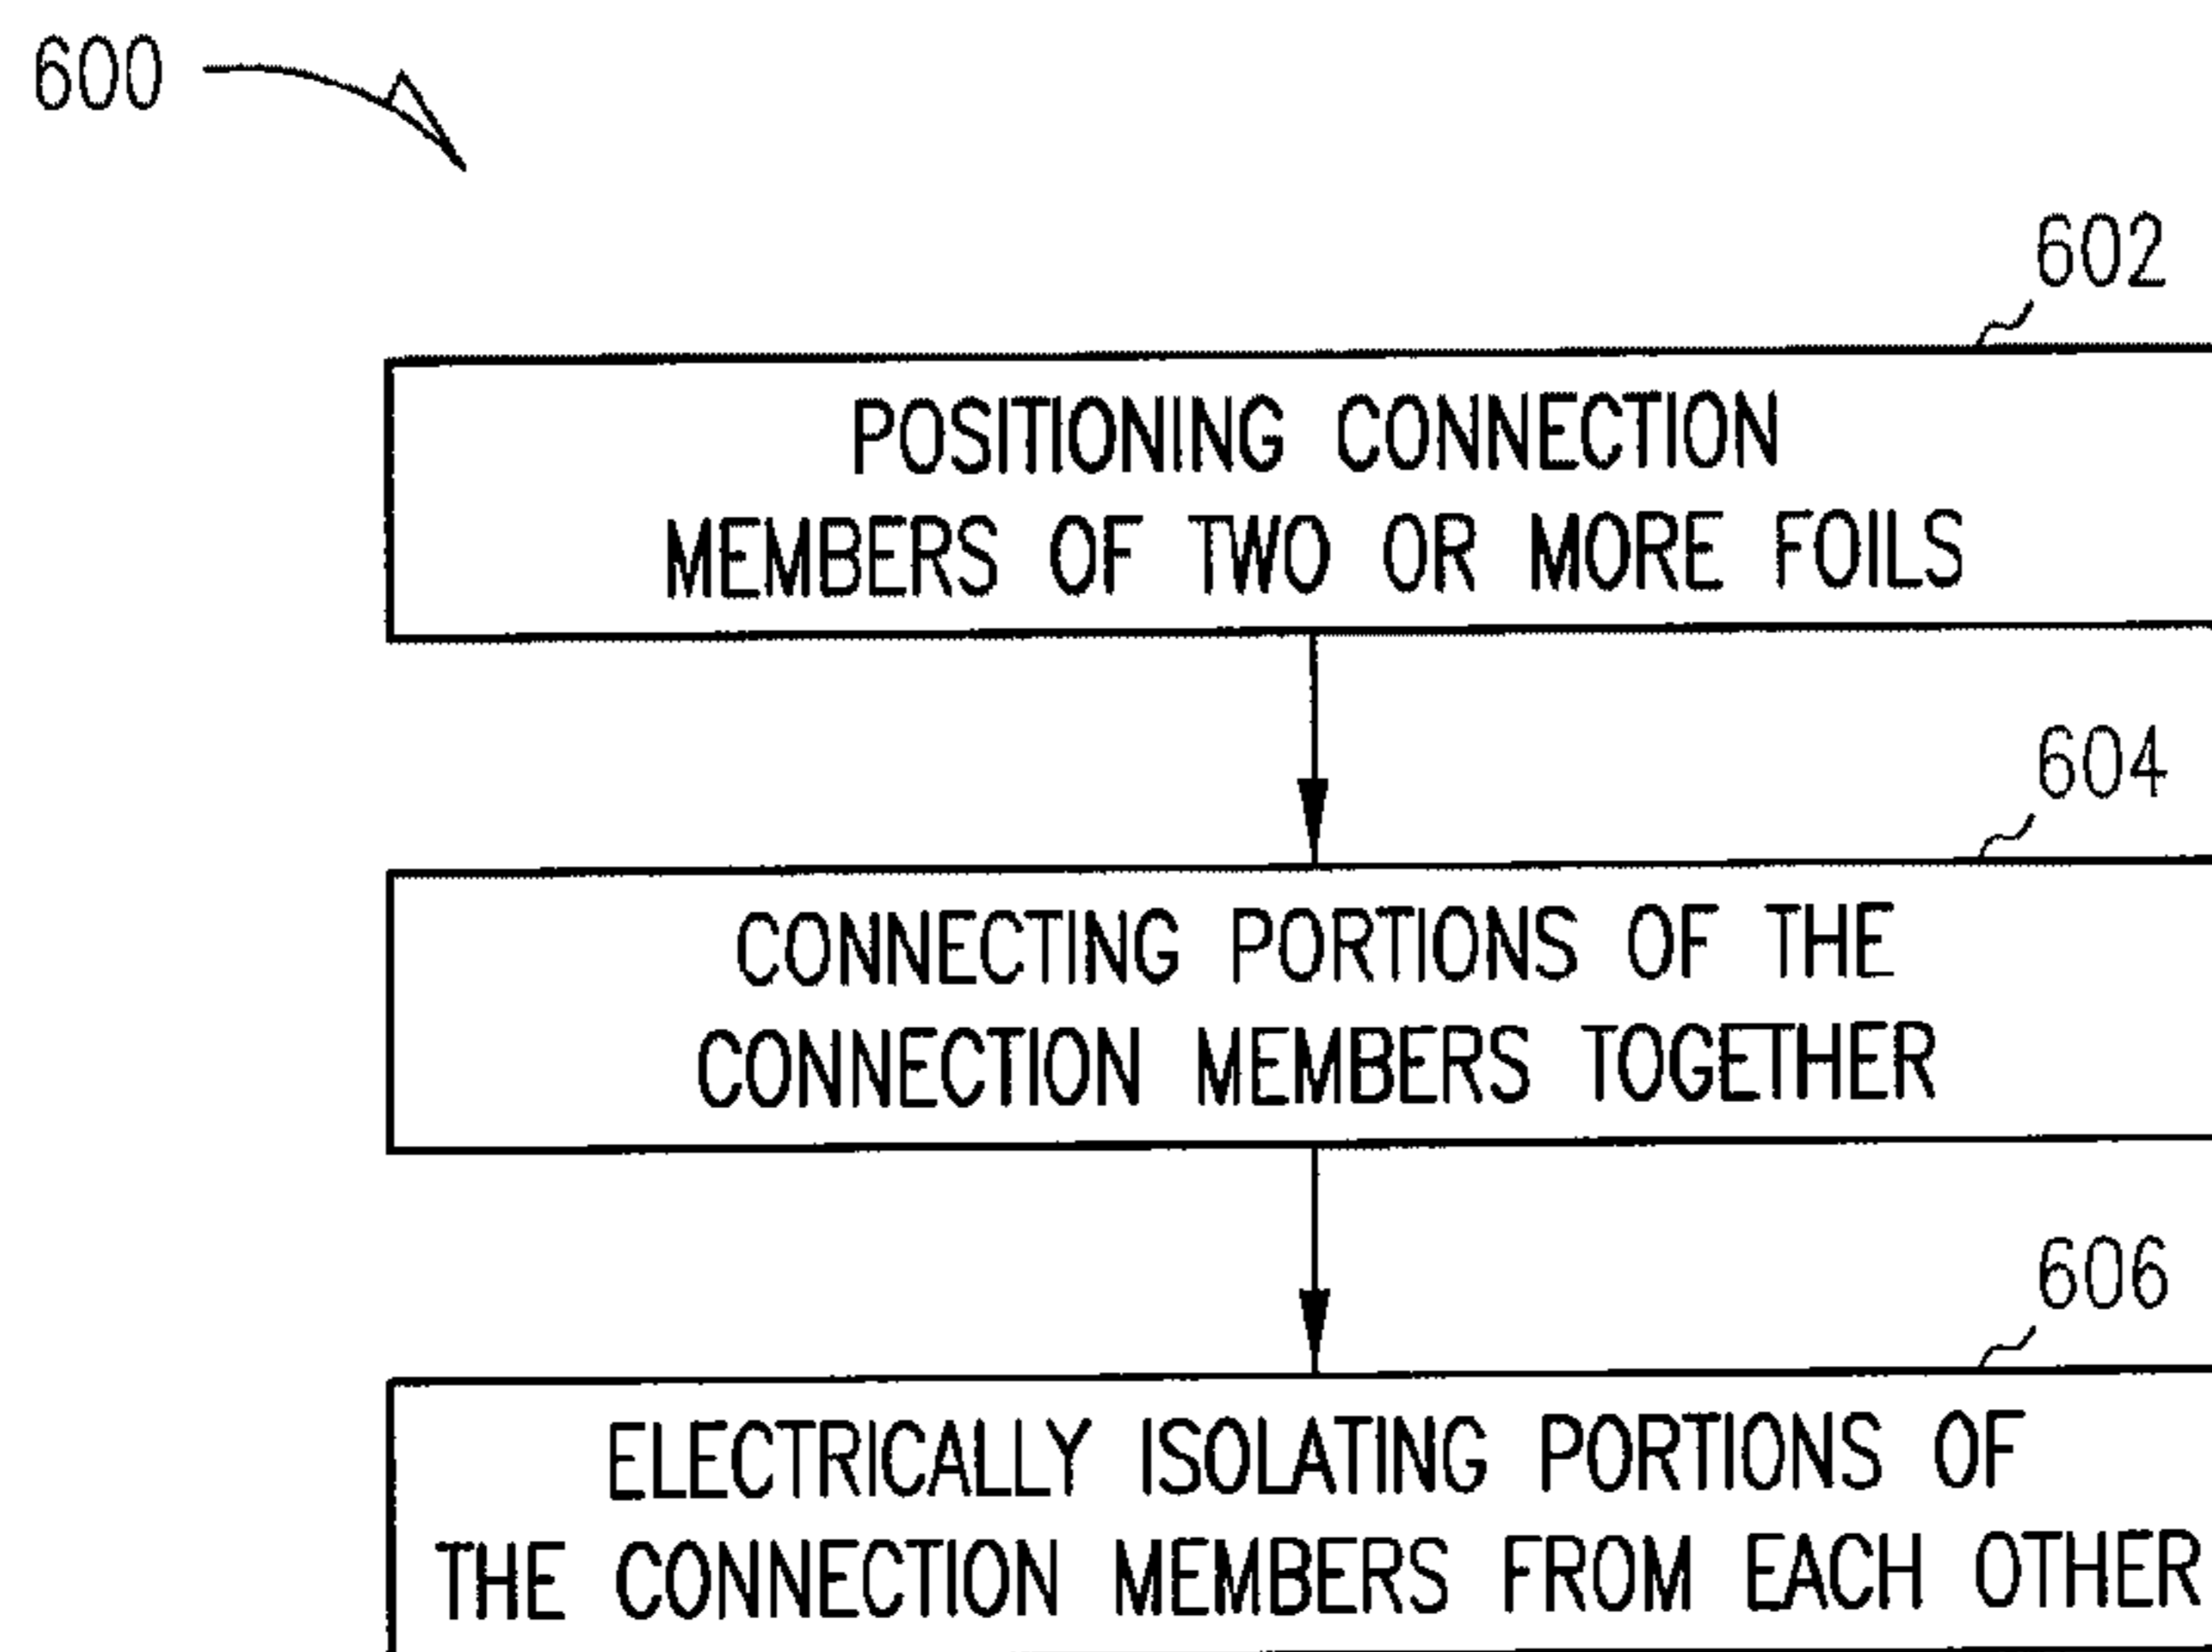 600
602
POSITIONING CONNECTION
MEMBERS OF TWO OR MORE FOILS
604
CONNECTING PORTIONS OF THE
CONNECTION MEMBERS TOGETHER
606
ELECTRICALLY ISOLATING PORTIONS OF
THE CONNECTION MEMBERS FROM EACH OTHER